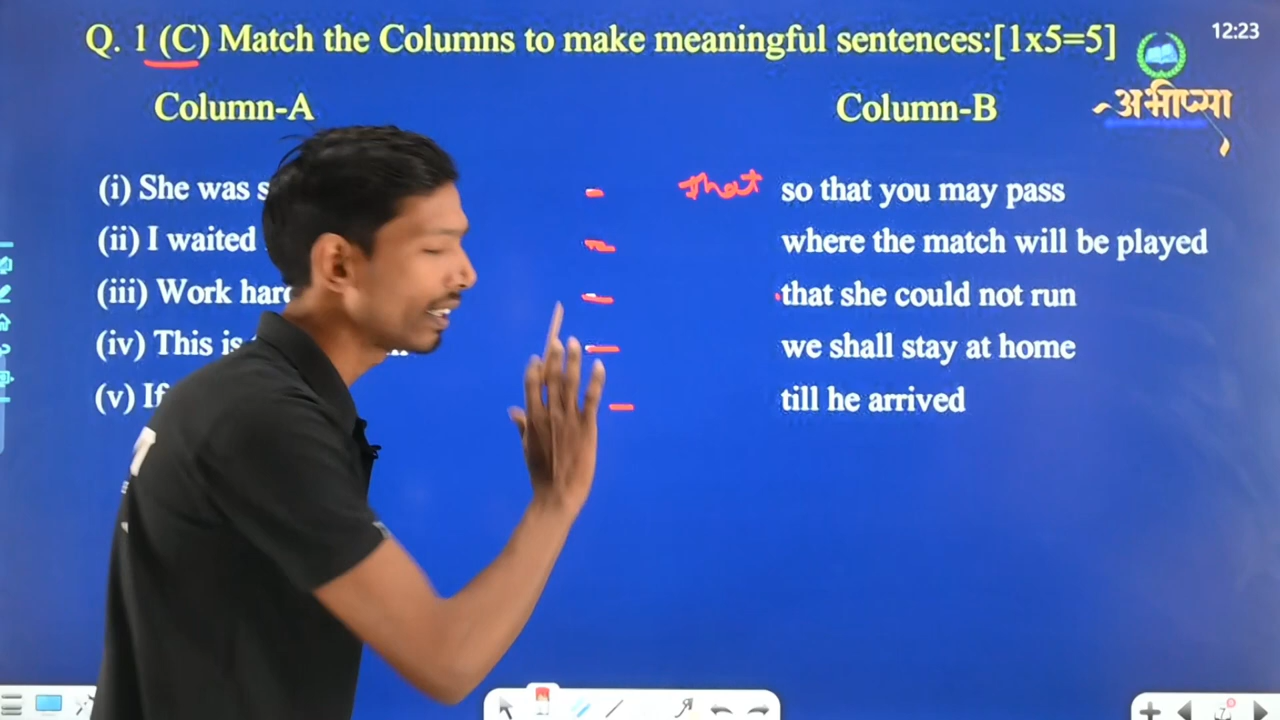 Q. 1 (C) Match the Columns to make meaningful sentences:[1x5=5]
12:23
अभीप्सा
Column-A Column-B
(i) She was s that so that you may pass
(ii) I waited where the match will be played
(iii) Work hard that she could not run
(iv) This is we shall stay at home
(v) If till he arrived